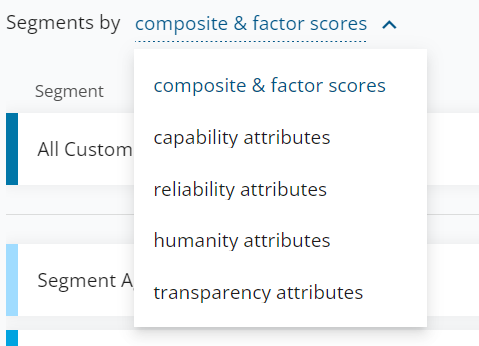 Segments by composite & factor scores
composite & factor scores
Segment
capability attributes
All Custom
reliability attributes
humanity attributes
Segment A
transparency attributes